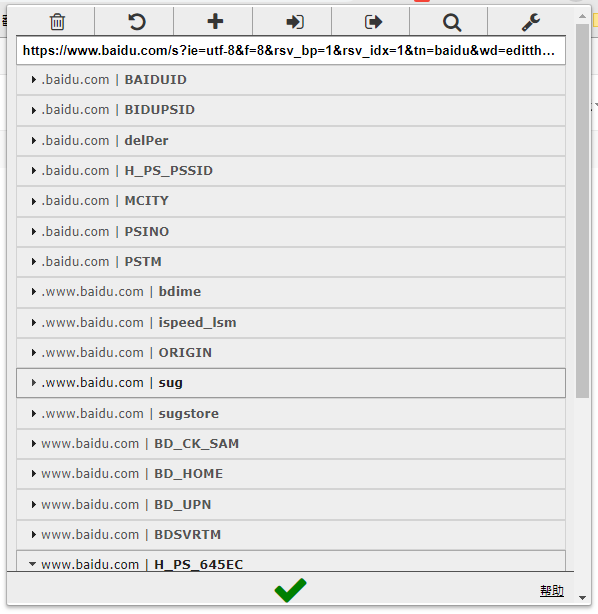 https://www.baidu.com/s?ie=utf-8&f=8&rsv_bp=1&rsv_idx=1&tn=baidu&wd=editth...
.baidu.com | BAIDUID
.baidu.com | BIDUPSID
.baidu.com | delPer
.baidu.com | H_PS_PSSID
.baidu.com | MCITY
.baidu.com | PSINO
.baidu.com | PSTM
.www.baidu.com | bdime
.www.baidu.com | ispeed_lsm
.www.baidu.com | ORIGIN
.www.baidu.com | sug
.www.baidu.com | sugstore
www.baidu.com | BD_CK_SAM
www.baidu.com | BD_HOME
www.baidu.com | BD_UPN
www.baidu.com | BDSVRTM
www.baidu.com | H_PS_645EC
帮助